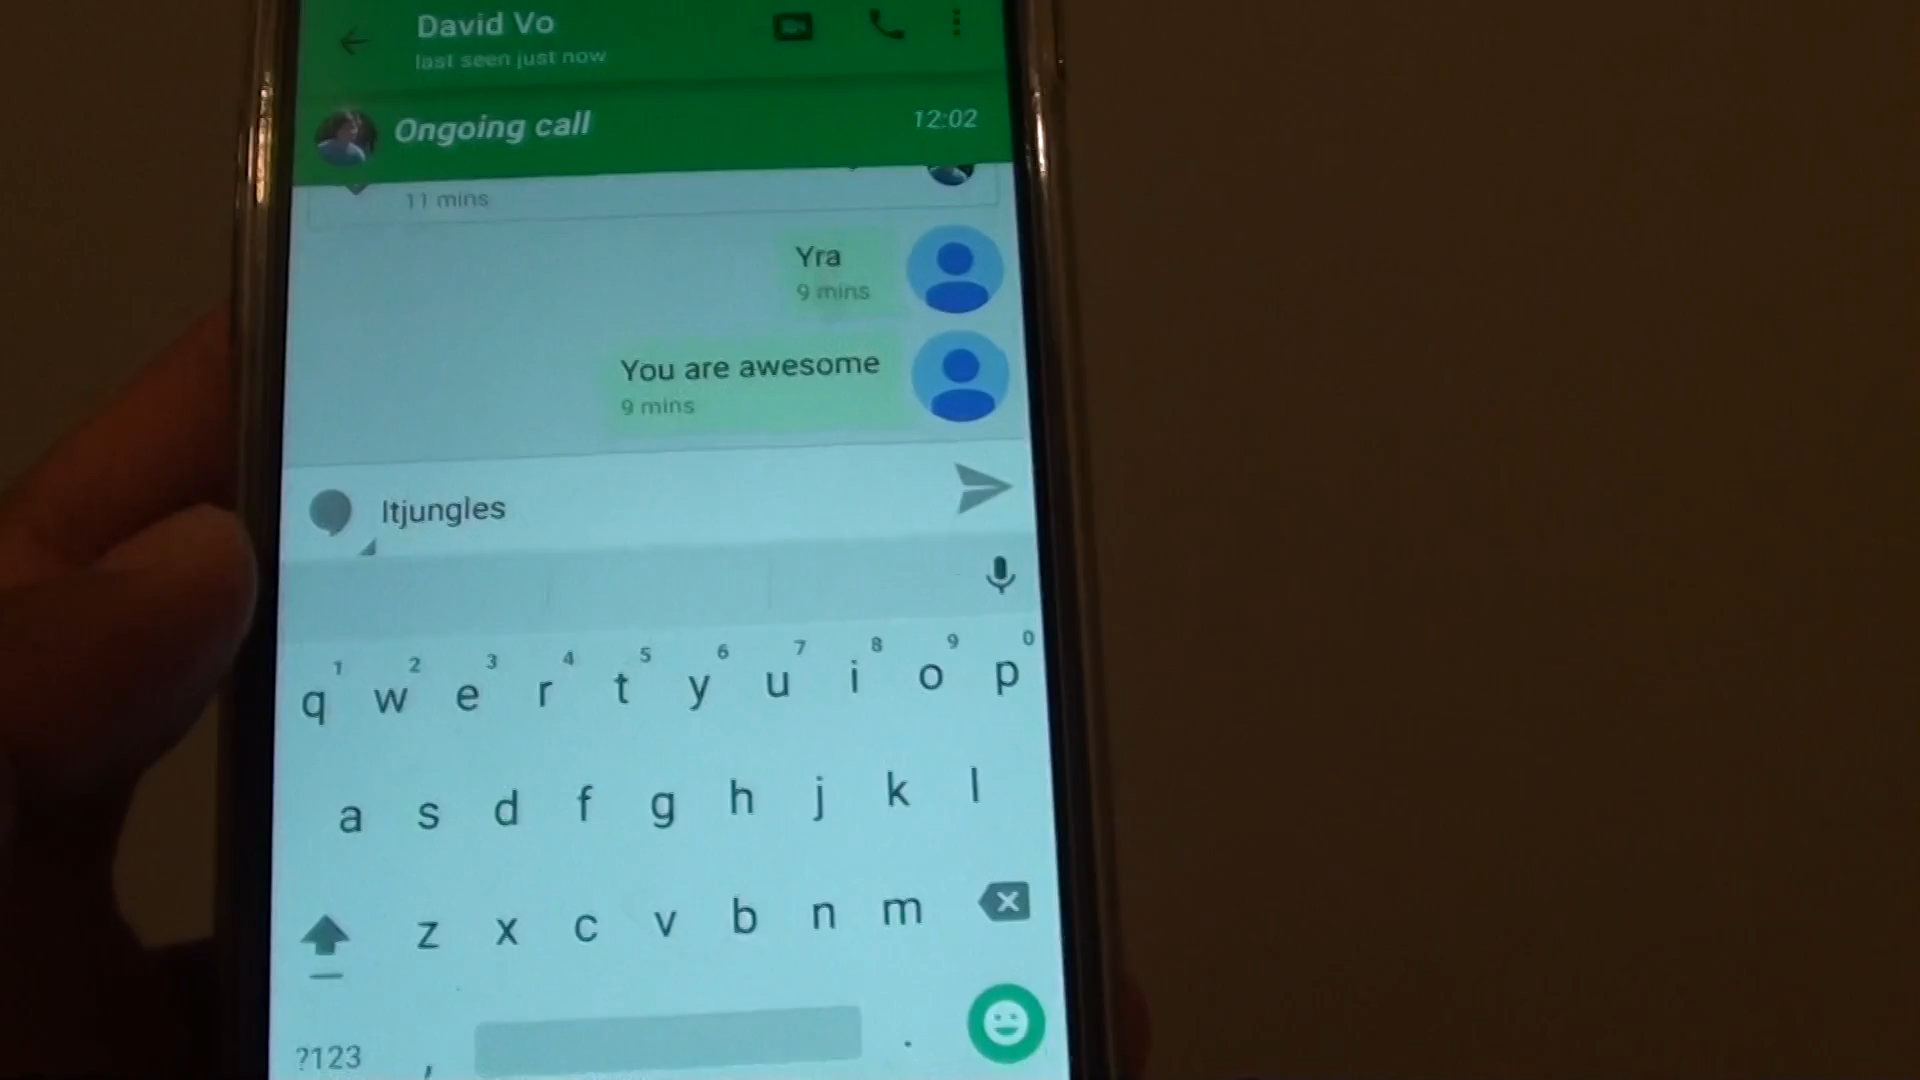 David Vo
last seen just now
Ongoing call
12:02
11 mins
Yra
9 mins
You are awesome
9 mins
Itjungles
1 2 3 4 5 6 7 8 9 0
q w e r t y u i o p
a s d f g h j k l
z x c v b n m
?123 , .